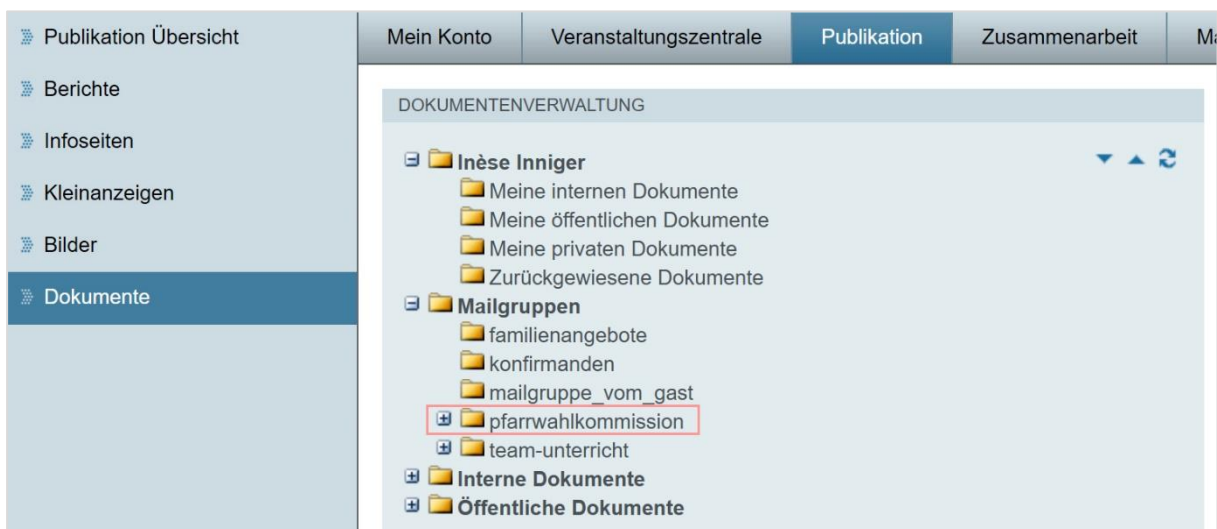 Publikation Übersicht
Berichte
Infoseiten
Kleinanzeigen
Bilder
Dokumente
Mein Konto Veranstaltungszentrale Publikation Zusammenarbeit
DOKUMENTENVERWALTUNG
Inèse Inniger
Meine internen Dokumente
Meine öffentlichen Dokumente
Meine privaten Dokumente
Zurückgewiesene Dokumente
Mailgruppen
familienangebote
konfirmanden
mailgruppe_vom_gast
pfarrwahlkommission
team-unterricht
Interne Dokumente
Öffentliche Dokumente